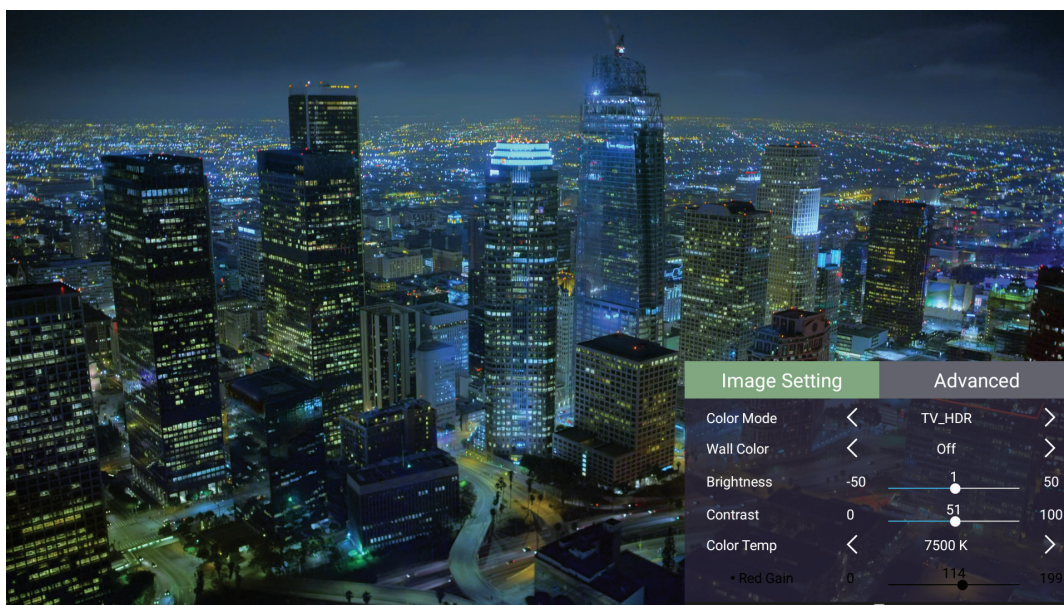 Image Setting Advanced
Color Mode TV_HDR
Wall Color Off
Brightness -50 1 50
Contrast 0 51 100
Color Temp 7500 K
• Red Gain 0 114 199